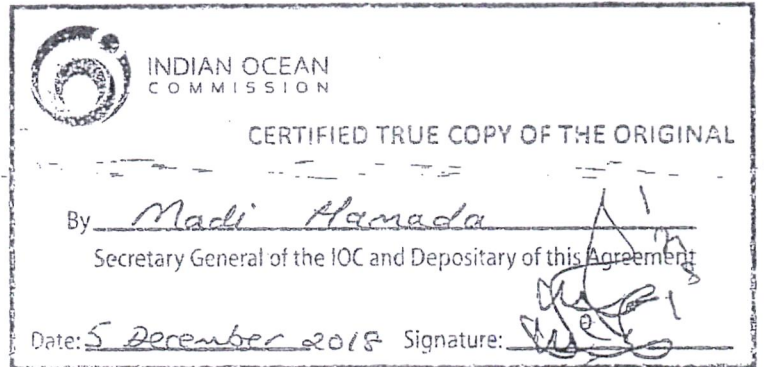 INDIAN OCEAN
COMMISSION
CERTIFIED TRUE COPY OF THE ORIGINAL
By Madi Hamada
Secretary General of the IOC and Depositary of this Agreement
Date: 5 December 2018 Signature: